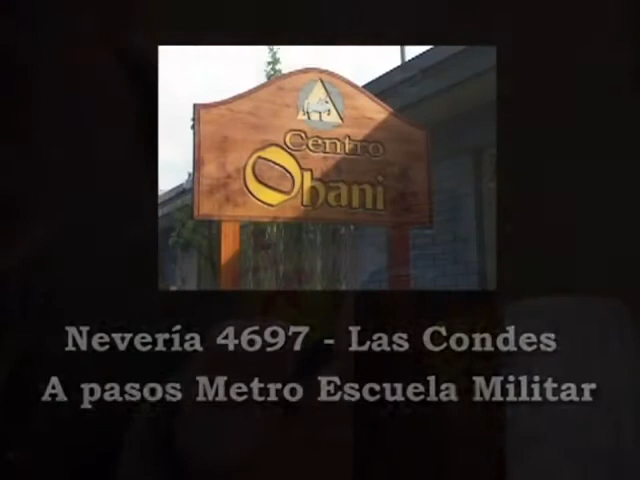 Centro
Ohani
Nevería 4697 - Las Condes
A pasos Metro Escuela Militar